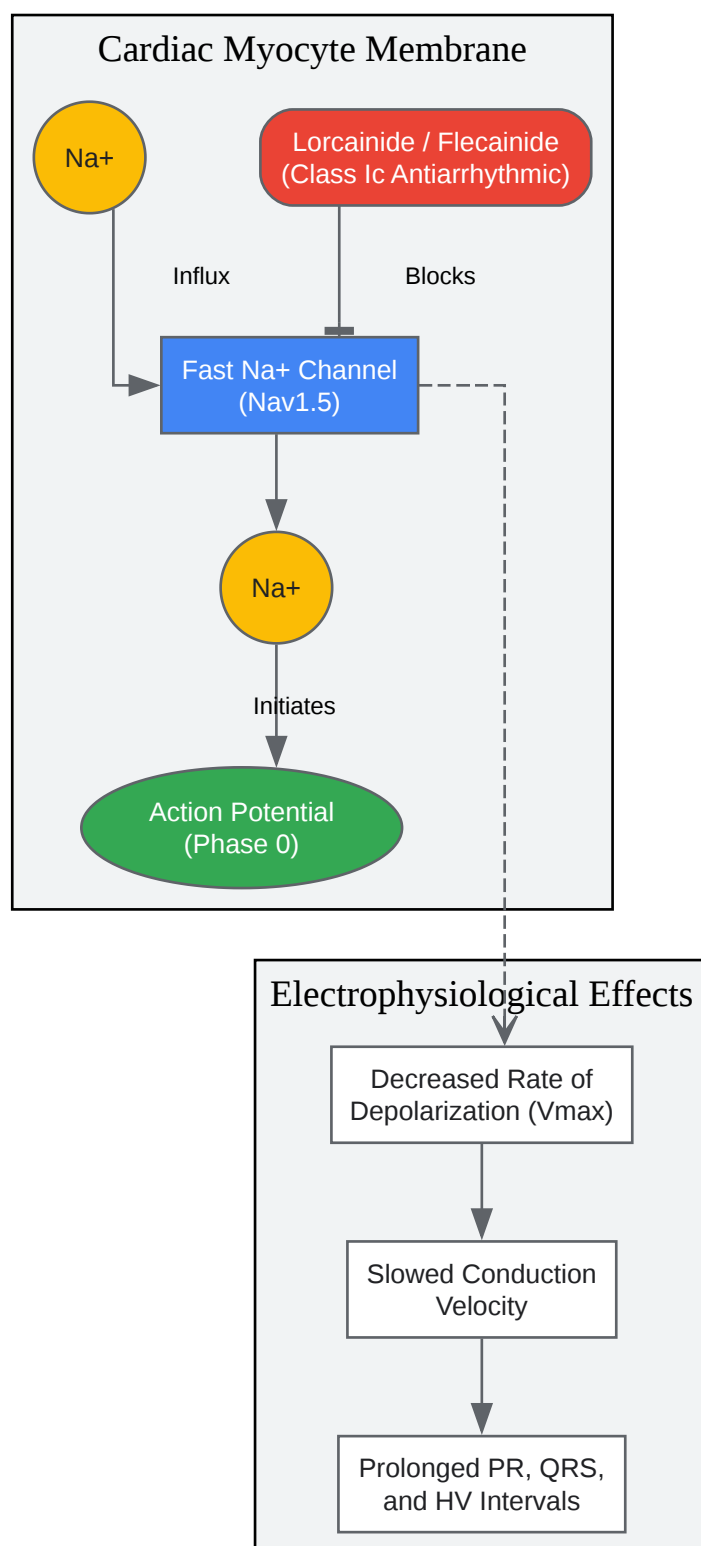 Cardiac Myocyte Membrane
Na+
Lorcainide / Flecainide
(Class Ic Antiarrhythmic)
Influx
Blocks
Fast Na+ Channel
(Nav1.5)
Na+
Initiates
Action Potential
(Phase 0)
Electrophysiological Effects
Decreased Rate of
Depolarization (Vmax)
Slowed Conduction
Velocity
Prolonged PR, QRS,
and HV Intervals